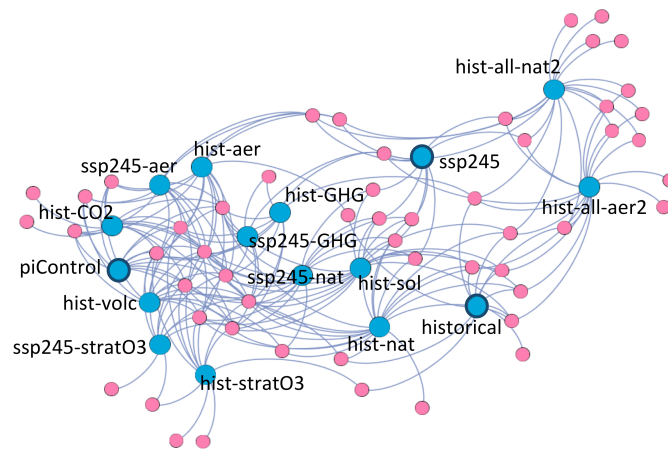 hist-all-nat2
hist-aer
ssp245-aer
ssp245
hist-GHG
hist-all-aer2
hist-CO2
ssp245-GHG
piControl
ssp245-nat
hist-sol
hist-volc
historical
hist-nat
ssp245-stratO3
hist-stratO3